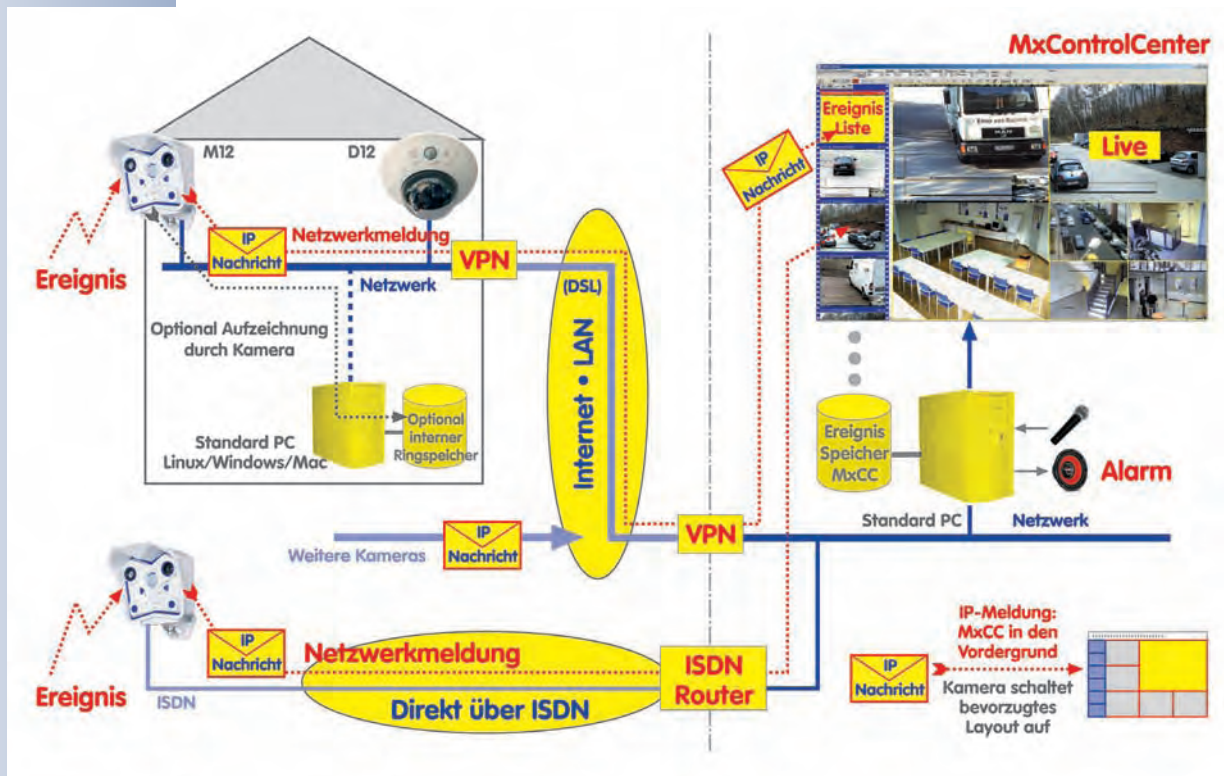 MxControlCenter
Ereignis
Liste
Live
M12
D12
IP
Nachricht
IP
Nachricht
Netzwerkmeldung
VPN
Ereignis
Netzwerk
(DSL)
Optional Aufzeichnung
durch Kamera
Internet • LAN
Optional
interner
Ringspeicher
Standard PC
Linux/Windows/Mac
Ereignis
Speicher
MxCC
Alarm
Standard PC
Netzwerk
VPN
IP
Nachricht
Weitere Kameras
IP
Nachricht
Netzwerkmeldung
ISDN
Router
Ereignis
ISDN
Direkt über ISDN
IP-Meldung:
MxCC in den
Vordergrund
IP
Nachricht
Kamera schaltet
bevorzugtes
Layout auf